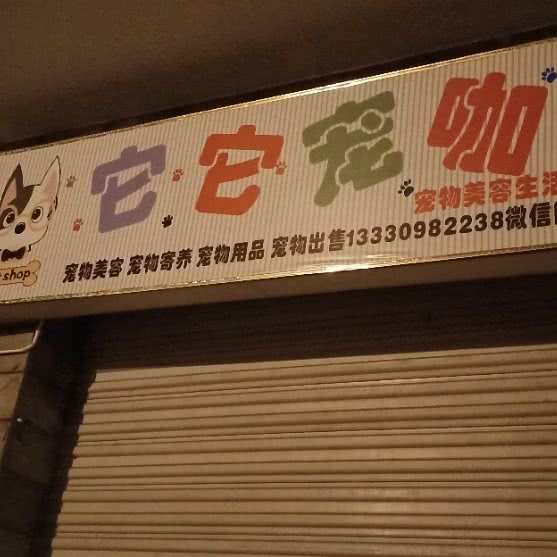 它它宠咖
宠物美容生活
宠物美容 宠物寄养 宠物用品 宠物出售13330982238微信
shop